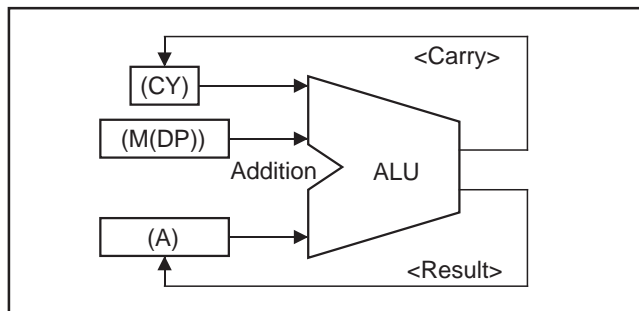 <Carry>
(CY)
(M(DP))
Addition
ALU
(A)
<Result>